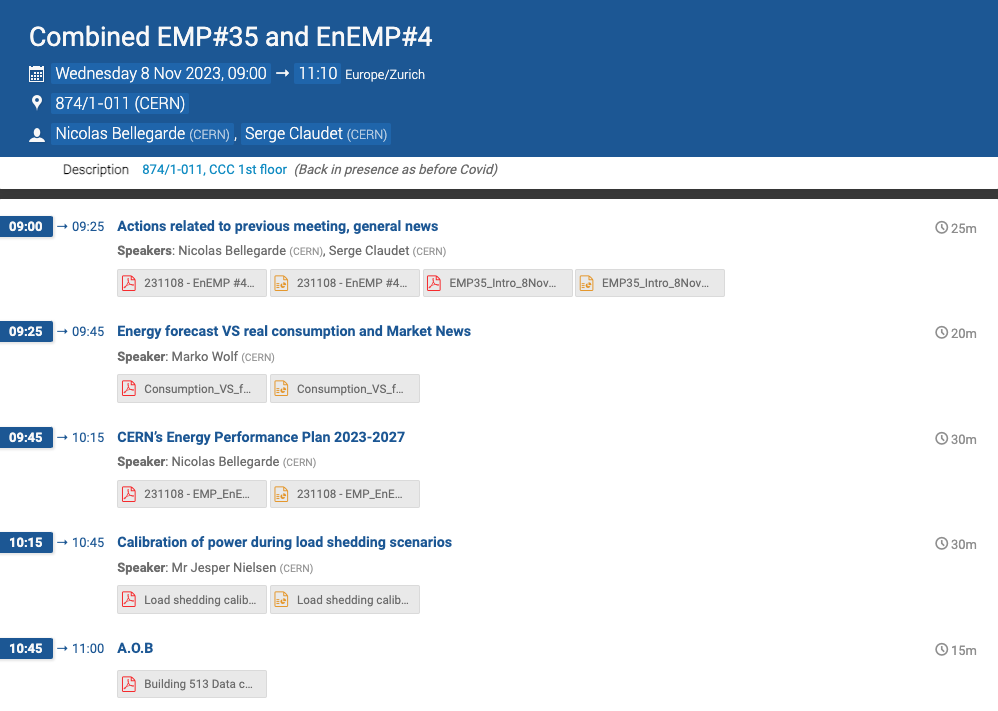 Combined EMP#35 and EnEMP#4
Wednesday 8 Nov 2023, 09:00 → 11:10 Europe/Zurich
874/1-011 (CERN)
Nicolas Bellegarde (CERN) , Serge Claudet (CERN)
Description 874/1-011, CCC 1st floor (Back in presence as before Covid)
09:00 → 09:25 Actions related to previous meeting, general news 25m
Speakers: Nicolas Bellegarde (CERN), Serge Claudet (CERN)
231108 - EnEMP #4... 231108 - EnEMP #4... EMP35_Intro_8Nov... EMP35_Intro_8Nov...
09:25 → 09:45 Energy forecast VS real consumption and Market News 20m
Speaker: Marko Wolf (CERN)
Consumption_VS_f... Consumption_VS_f...
09:45 → 10:15 CERN’s Energy Performance Plan 2023-2027 30m
Speaker: Nicolas Bellegarde (CERN)
231108 - EMP_EnE... 231108 - EMP_EnE...
10:15 → 10:45 Calibration of power during load shedding scenarios 30m
Speaker: Mr Jesper Nielsen (CERN)
Load shedding calib... Load shedding calib...
10:45 → 11:00 A.O.B 15m
Building 513 Data c...